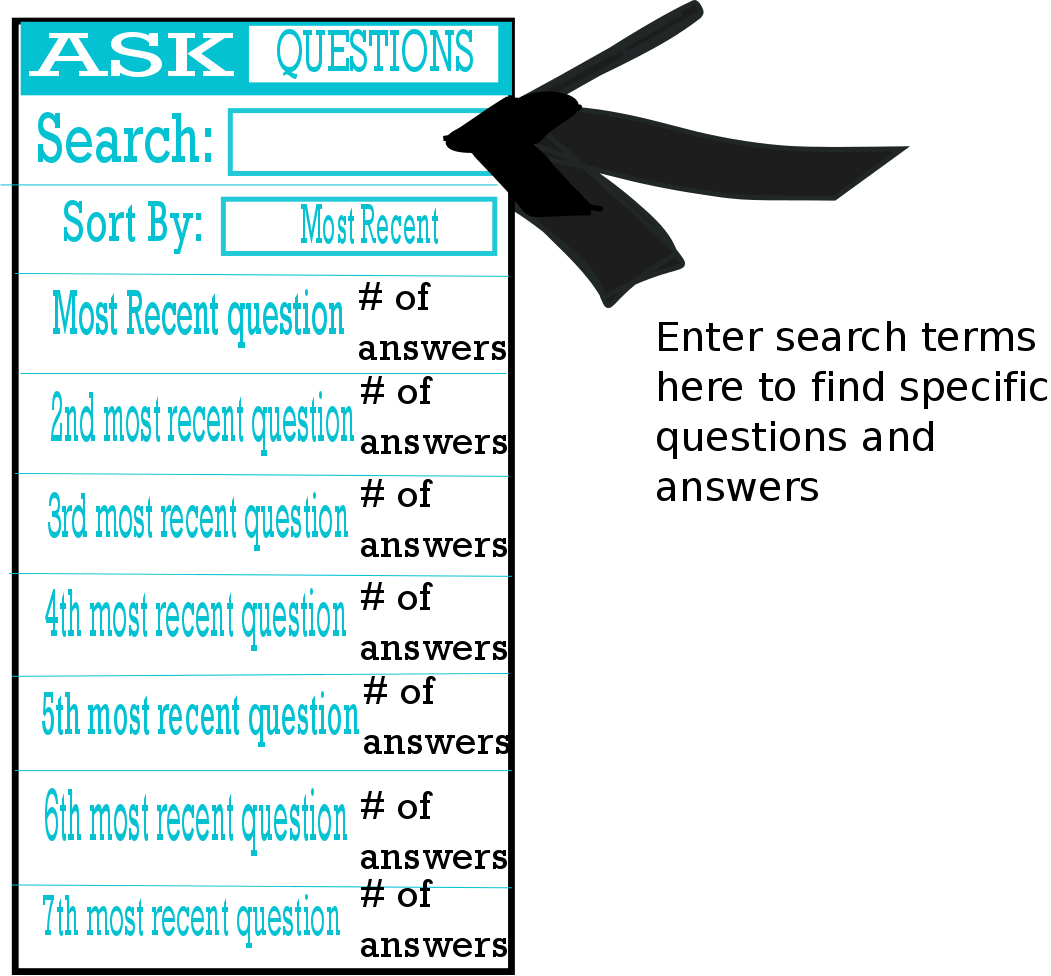 ASK QUESTIONS
Search:
Sort By: Most Recent
Most Recent question # of
answers
2nd most recent question # of
answers
3rd most recent question # of
answers
4th most recent question # of
answers
5th most recent question # of
answers
6th most recent question # of
answers
7th most recent question # of
answers
Enter search terms
here to find specific
questions and
answers